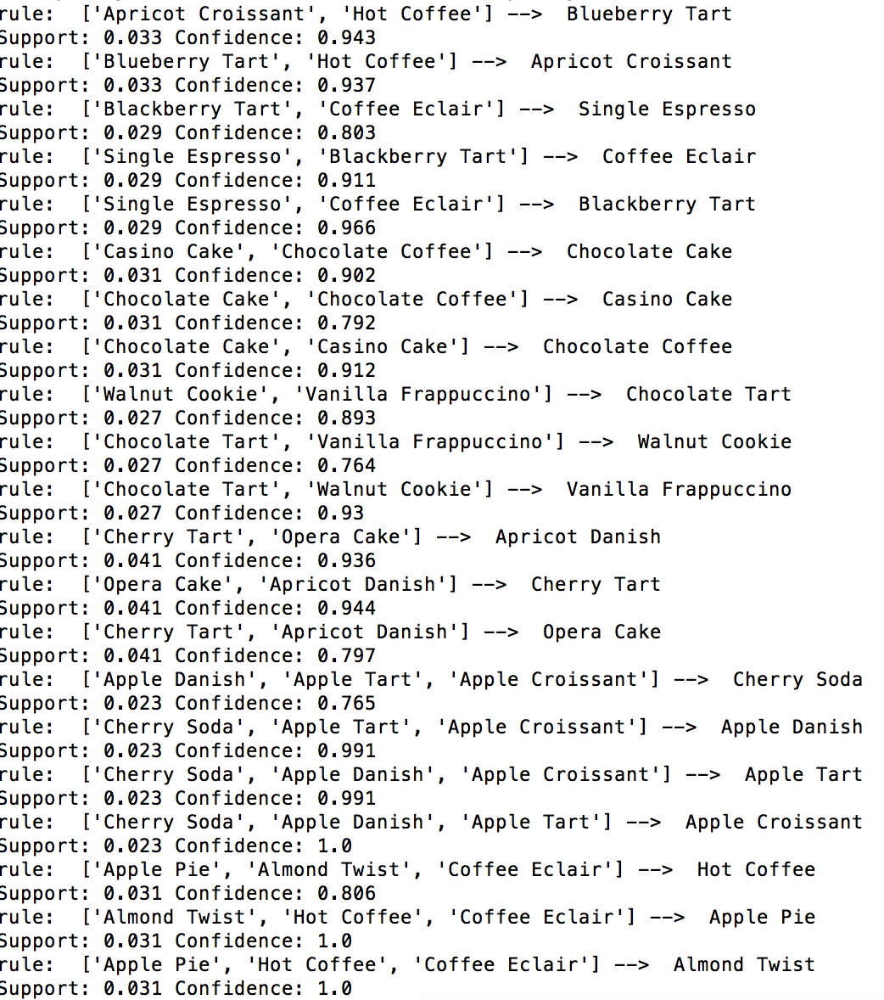 rule:  ['Apricot Croissant', 'Hot Coffee'] -->  Blueberry Tart
Support: 0.033 Confidence: 0.943
rule:  ['Blueberry Tart', 'Hot Coffee'] -->  Apricot Croissant
Support: 0.033 Confidence: 0.937
rule:  ['Blackberry Tart', 'Coffee Eclair'] -->  Single Espresso
Support: 0.029 Confidence: 0.803
rule:  ['Single Espresso', 'Blackberry Tart'] -->  Coffee Eclair
Support: 0.029 Confidence: 0.911
rule:  ['Single Espresso', 'Coffee Eclair'] -->  Blackberry Tart
Support: 0.029 Confidence: 0.966
rule:  ['Casino Cake', 'Chocolate Coffee'] -->  Chocolate Cake
Support: 0.031 Confidence: 0.902
rule:  ['Chocolate Cake', 'Chocolate Coffee'] -->  Casino Cake
Support: 0.031 Confidence: 0.792
rule:  ['Chocolate Cake', 'Casino Cake'] -->  Chocolate Coffee
Support: 0.031 Confidence: 0.912
rule:  ['Walnut Cookie', 'Vanilla Frappuccino'] -->  Chocolate Tart
Support: 0.027 Confidence: 0.893
rule:  ['Chocolate Tart', 'Vanilla Frappuccino'] -->  Walnut Cookie
Support: 0.027 Confidence: 0.764
rule:  ['Chocolate Tart', 'Walnut Cookie'] -->  Vanilla Frappuccino
Support: 0.027 Confidence: 0.93
rule:  ['Cherry Tart', 'Opera Cake'] -->  Apricot Danish
Support: 0.041 Confidence: 0.936
rule:  ['Opera Cake', 'Apricot Danish'] -->  Cherry Tart
Support: 0.041 Confidence: 0.944
rule:  ['Cherry Tart', 'Apricot Danish'] -->  Opera Cake
Support: 0.041 Confidence: 0.797
rule:  ['Apple Danish', 'Apple Tart', 'Apple Croissant'] -->  Cherry Soda
Support: 0.023 Confidence: 0.765
rule:  ['Cherry Soda', 'Apple Tart', 'Apple Croissant'] -->  Apple Danish
Support: 0.023 Confidence: 0.991
rule:  ['Cherry Soda', 'Apple Danish', 'Apple Croissant'] -->  Apple Tart
Support: 0.023 Confidence: 0.991
rule:  ['Cherry Soda', 'Apple Danish', 'Apple Tart'] -->  Apple Croissant
Support: 0.023 Confidence: 1.0
rule:  ['Apple Pie', 'Almond Twist', 'Coffee Eclair'] -->  Hot Coffee
Support: 0.031 Confidence: 0.806
rule:  ['Almond Twist', 'Hot Coffee', 'Coffee Eclair'] -->  Apple Pie
Support: 0.031 Confidence: 1.0
rule:  ['Apple Pie', 'Hot Coffee', 'Coffee Eclair'] -->  Almond Twist
Support: 0.031 Confidence: 1.0